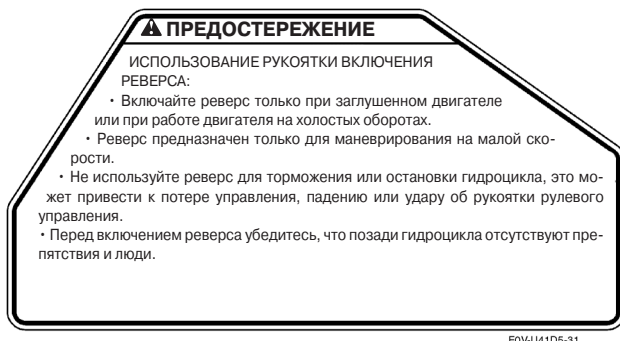 ПРЕДОСТЕРЕЖЕНИЕ
ИСПОЛЬЗОВАНИЕ РУКОЯТКИ ВКЛЮЧЕНИЯ
РЕВЕРСА:
• Включайте реверс только при заглушенном двигателе
или при работе двигателя на холостых оборотах.
• Реверс предназначен только для маневрирования на малой ско-
рости.
• Не используйте реверс для торможения или остановки гидроцикла, это мо-
жет привести к потере управления, падению или удару об рукоятки рулевого
управления.
• Перед включением реверса убедитесь, что позади гидроцикла отсутствуют пре-
пятствия и люди.
F0V-U41D5-31